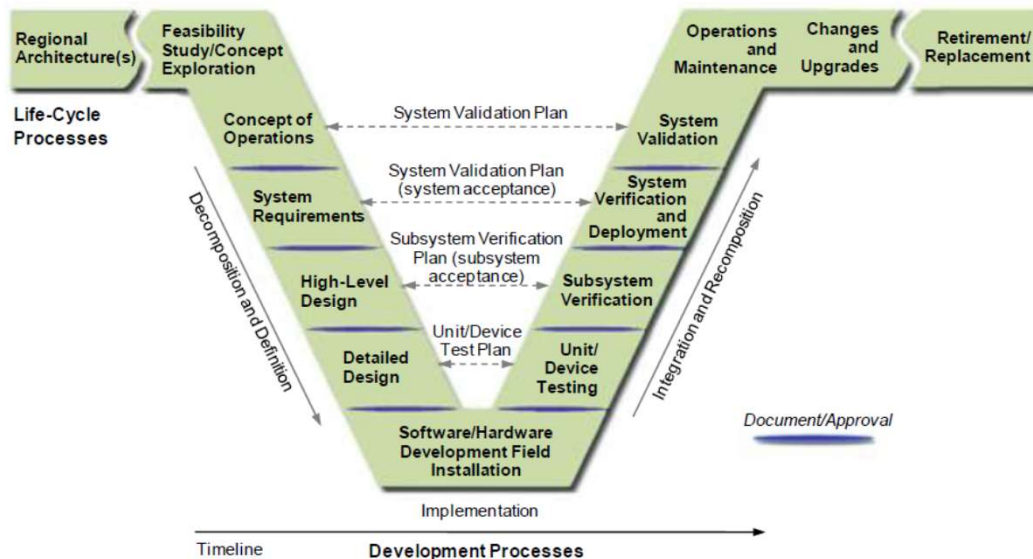 Regional
Architecture(s)
Feasibility
Study/Concept
Exploration
Operations
and
Maintenance
Changes
and
Upgrades
Retirement/
Replacement
Life-Cycle
Processes
Concept of
Operations
System Validation Plan
System
Validation
System
Requirements
System Validation Plan
(system acceptance)
System
Verification
and
Deployment
High-Level
Design
Subsystem Verification
Plan (subsystem
acceptance)
Subsystem
Verification
Detailed
Design
Unit/Device
Test Plan
Unit/
Device
Testing
Decomposition and Definition
Integration and Recomposition
Software/Hardware
Development Field
Installation
Document/Approval
Implementation
Timeline
Development Processes